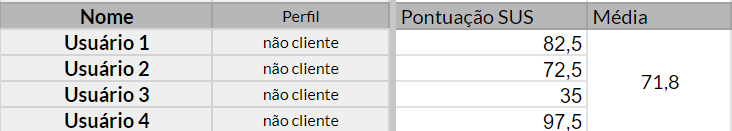 Nome Perfil Pontuação SUS Média
Usuário 1 não cliente 82,5
Usuário 2 não cliente 72,5
71,8
Usuário 3 não cliente 35
Usuário 4 não cliente 97,5